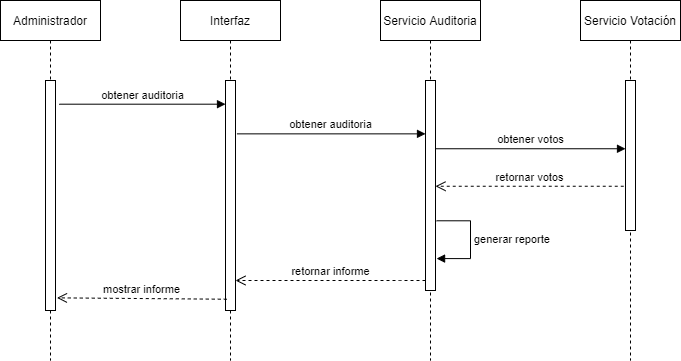 Administrador
Interfaz
Servicio Auditoria
Servicio Votación
obtener auditoria
obtener auditoria
obtener votos
retornar votos
generar reporte
retornar informe
mostrar informe